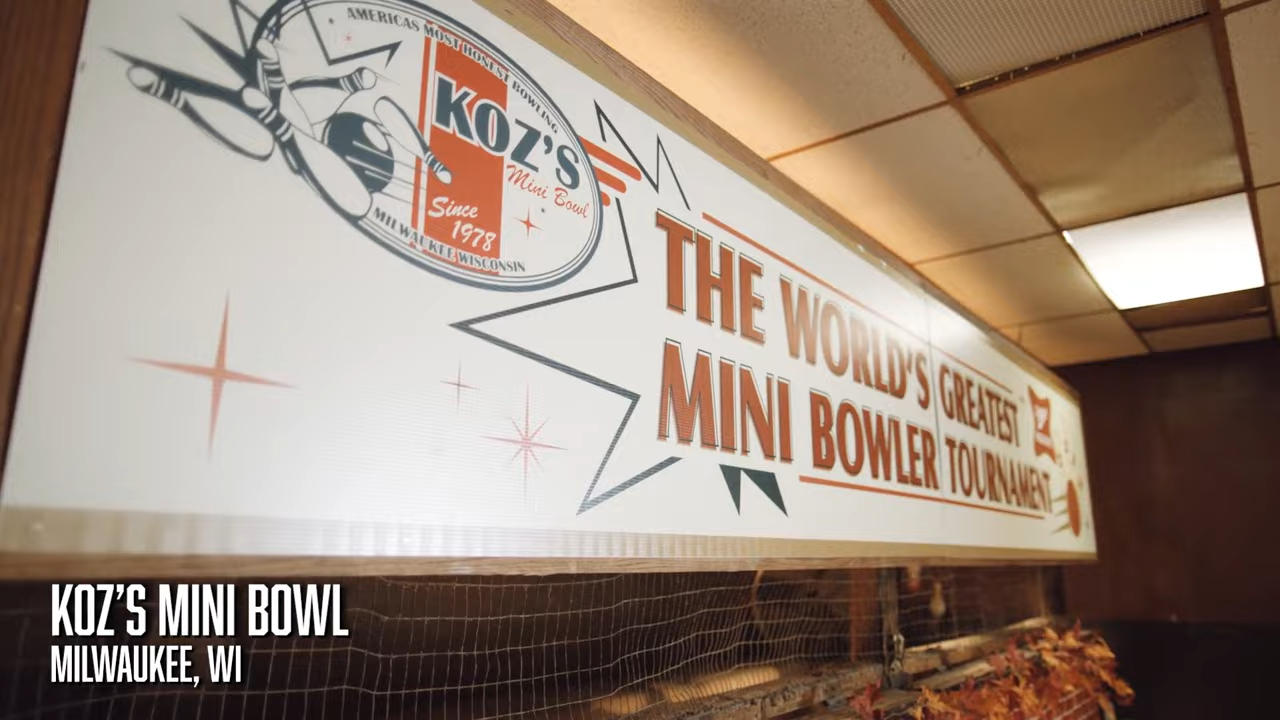 AMERICAS MOST HONEST BOWLING
KOZ'S
Mini Bowl
Since
1978
MILWAUKEE WISCONSIN
THE WORLD'S GREATEST
MINI BOWLER TOURNAMENT
KOZ'S MINI BOWL
MILWAUKEE, WI